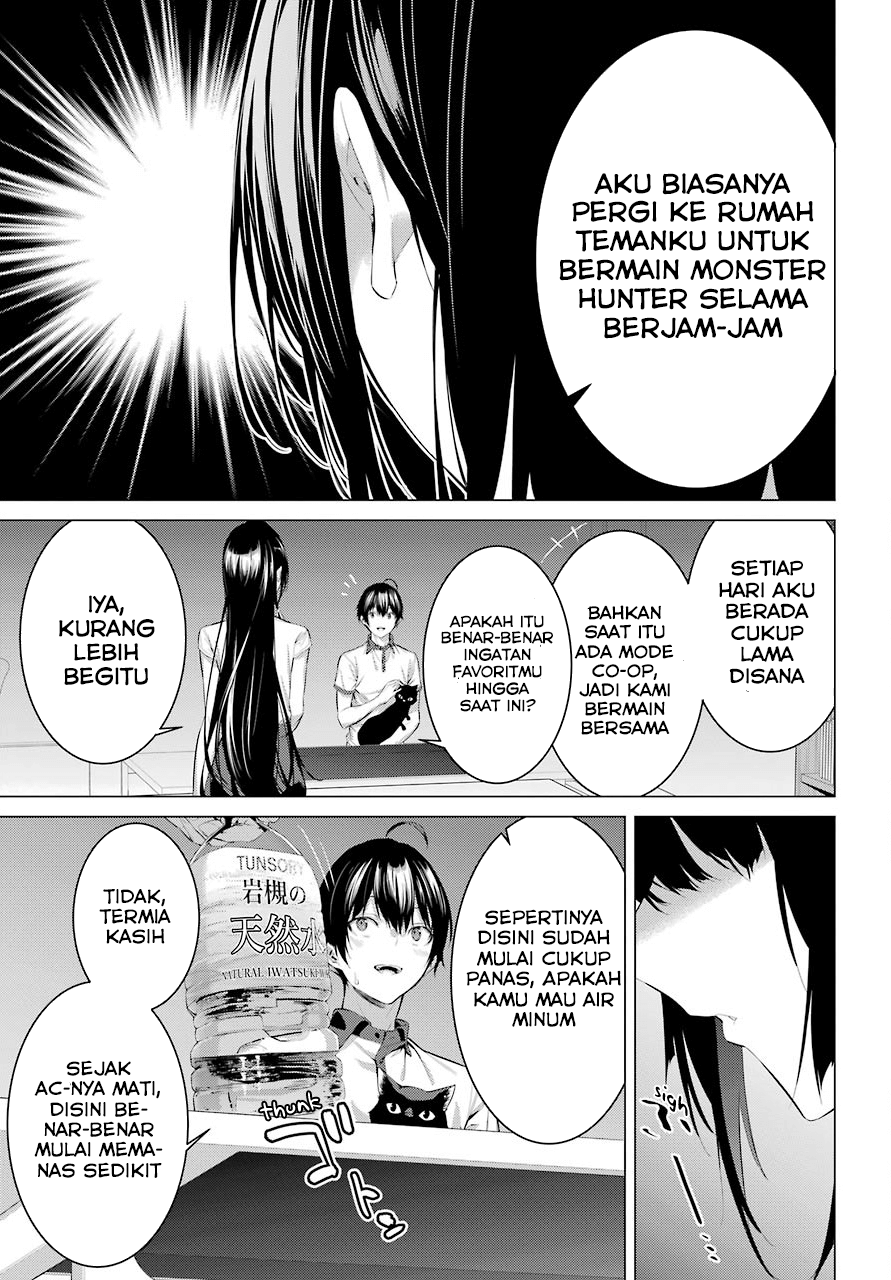 AKU BIASANYA
PERGI KE RUMAH
TEMANKU UNTUK
BERMAIN MONSTER
HUNTER SELAMA
BERJAM-JAM
SETIAP
HARI AKU
BERADA
CUKUP
LAMA
DISANA
BAHKAN
SAAT ITU
ADA MODE
CO-OP,
JADI KAMI
BERMAIN
BERSAMA
APAKAH ITU
BENAR-BENAR
INGATAN
FAVORITMU
HINGGA
SAAT INI?
IYA,
KURANG
LEBIH
BEGITU
sigh
SEPERTINYA
DISINI SUDAH
MULAI CUKUP
PANAS, APAKAH
KAMU MAU AIR
MINUM
TUNSORY
岩槻の
天然水
NATURAL IWATSUKI
thunk
ゴトン
TIDAK,
TERMIA
KASIH
SEJAK
AC-NYA MATI,
DISINI BE-
NAR-BENAR
MULAI MEMA-
NAS SEDIKIT